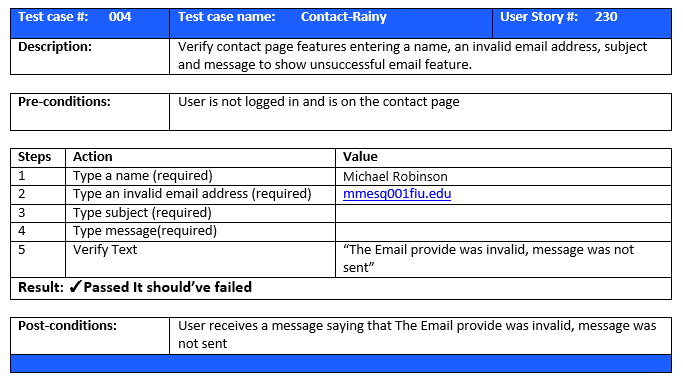 Test case #: 004 Test case name: Contact-Rainy User Story #: 230
Description: Verify contact page features entering a name, an invalid email address, subject
and message to show unsuccessful email feature.
Pre-conditions: User is not logged in and is on the contact page
Steps Action Value
1 Type a name (required) Michael Robinson
2 Type an invalid email address (required) mmesq001fiu.edu
3 Type subject (required)
4 Type message(required)
5 Verify Text “The Email provide was invalid, message was not
sent”
Result: ✓Passed It should’ve failed
Post-conditions: User receives a message saying that The Email provide was invalid, message was
not sent